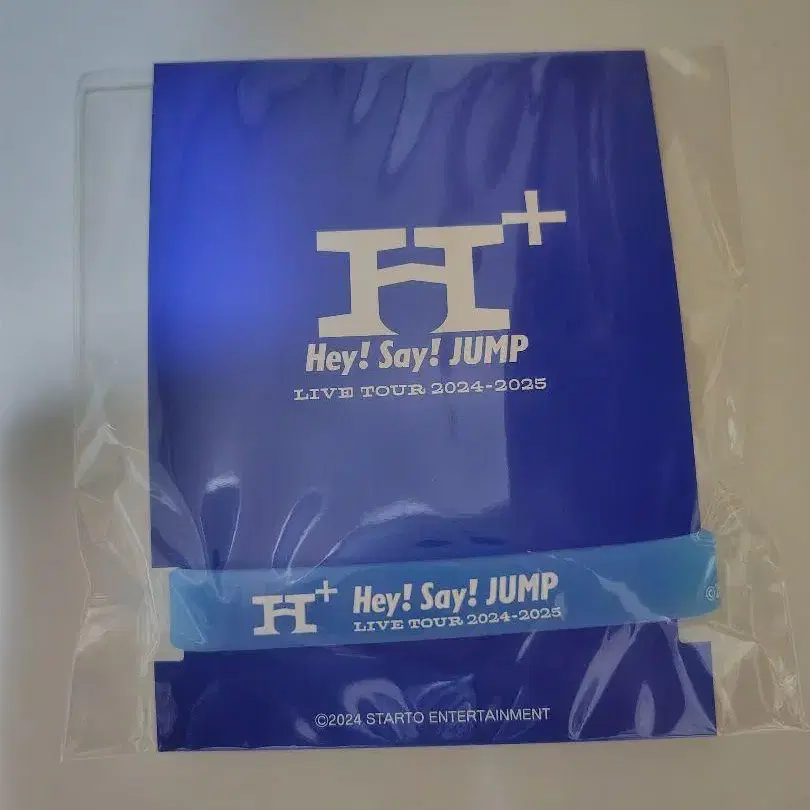 H+
Hey! Say! JUMP
LIVE TOUR 2024-2025
H+ Hey! Say! JUMP
LIVE TOUR 2024-2025
©2024 STARTO ENTERTAINMENT